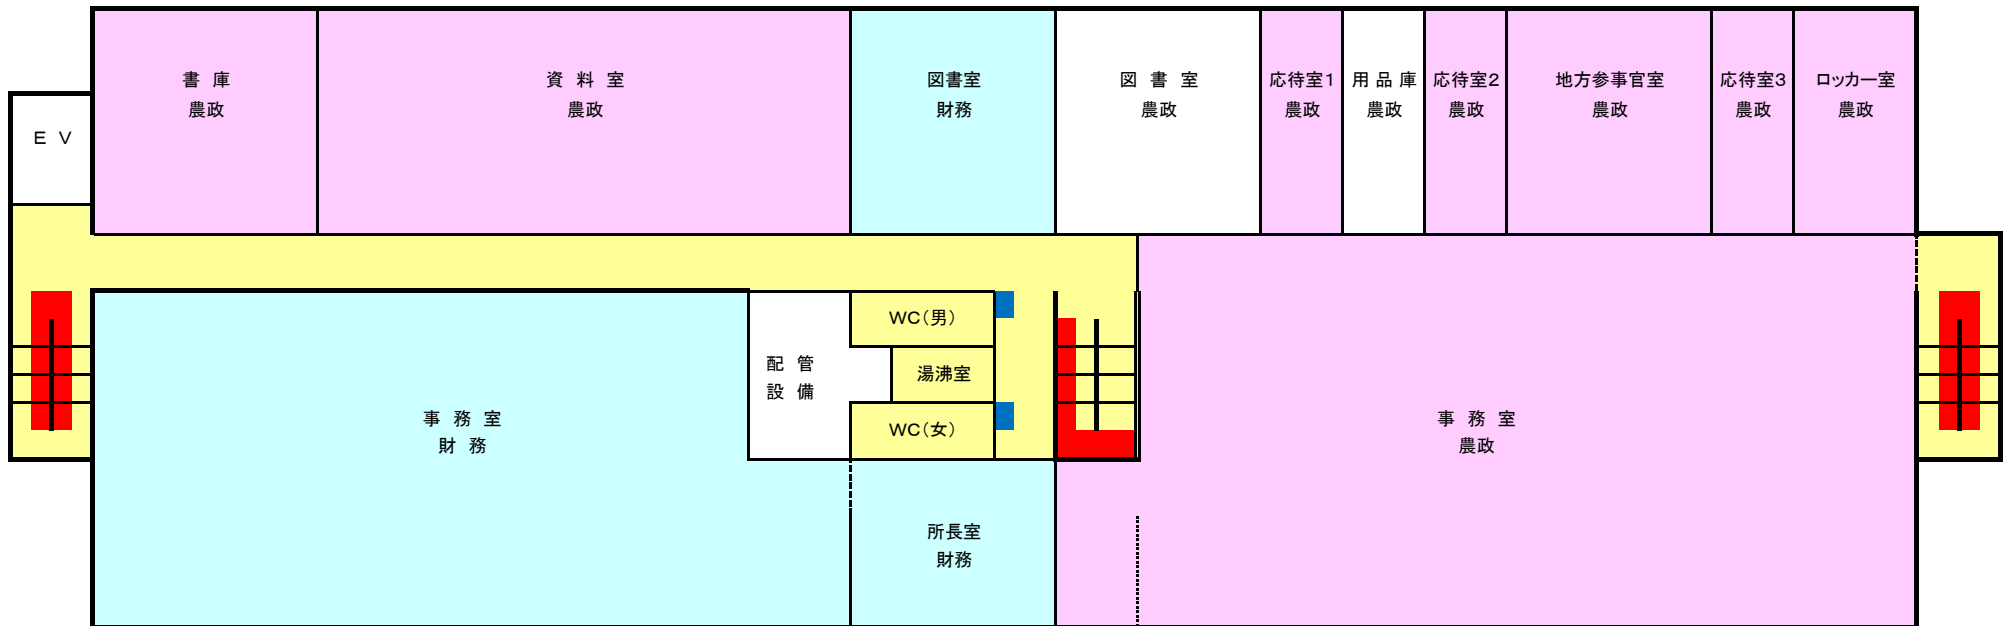 書 庫
農政
資 料 室
農政
図書室
財務
図 書 室
農政
応待室1
農政
用 品 庫
農政
応待室2
農政
地方参事官室
農政
応待室3
農政
ロッカー室
農政
E V
WC(男)
配 管
設 備
湯沸室
WC(女)
事 務 室
財 務
事 務 室
農政
所長室
財務